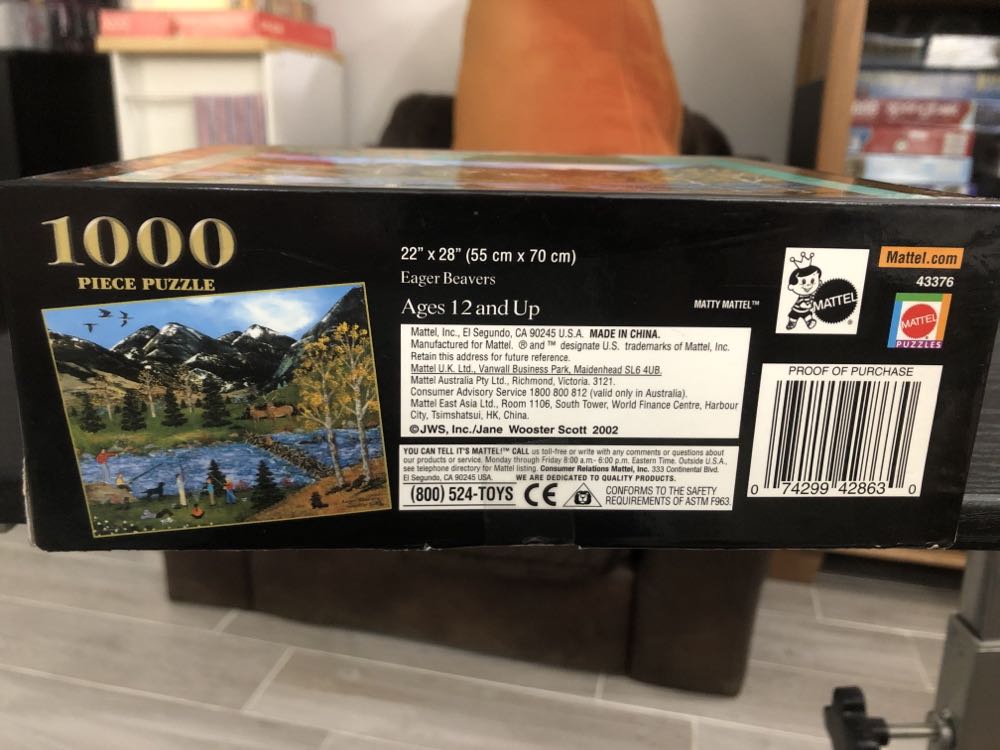 1000
PIECE PUZZLE
22" x 28" (55 cm x 70 cm)
Eager Beavers
Ages 12 and Up
MATTY MATTEL™
MATTEL
®
Mattel.com
43376
MATTEL
PUZZLES
Mattel, Inc., El Segundo, CA 90245 U.S.A. MADE IN CHINA.
Manufactured for Mattel. ® and ™ designate U.S. trademarks of Mattel, Inc.
Retain this address for future reference.
Mattel U.K. Ltd., Vanwall Business Park, Maidenhead SL6 4UB.
Mattel Australia Pty Ltd., Richmond, Victoria. 3121.
Consumer Advisory Service 1800 800 812 (valid only in Australia).
Mattel East Asia Ltd., Room 1106, South Tower, World Finance Centre, Harbour
City, Tsimshatsui, HK, China.
©JWS, Inc./Jane Wooster Scott 2002
YOU CAN TELL IT'S MATTEL!™ CALL us toll-free or write with any comments or questions about
our products or service. Monday through Friday 8:00 a.m.- 6:00 p.m. Eastern Time. Outside U.S.A.,
see telephone directory for Mattel listing. Consumer Relations Mattel, Inc. 333 Continental Blvd.
El Segundo, CA 90245 USA. WE ARE DEDICATED TO QUALITY PRODUCTS.
(800) 524-TOYS CE CONFORMS TO THE SAFETY
REQUIREMENTS OF ASTM F963.
PROOF OF PURCHASE
0 74299 42863 0